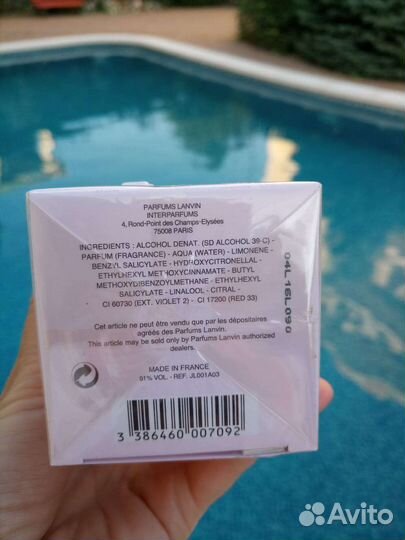 PARFUMS LANVIN
INTERPARFUMS
4, Rond-Point des Champs-Elysées
75008 PARIS
INGREDIENTS : ALCOHOL DENAT. (SD ALCOHOL 39-C) -
PARFUM (FRAGRANCE) - AQUA (WATER) - LIMONENE -
BENZYL SALICYLATE - HYDROXYCITRONELLAL -
ETHYLHEXYL METHOXYCINNAMATE - BUTYL
METHOXYDIBENZOYLMETHANE - ETHYLHEXYL
SALICYLATE - LINALOOL - CITRAL -
CI 60730 (EXT. VIOLET 2) - CI 17200 (RED 33)
Cet article ne peut être vendu que par les dépositaires
agréés des Parfums Lanvin.
This article may be sold only by Parfums Lanvin authorized
dealers.
MADE IN FRANCE
91% VOL. - REF. JL001A03
3 386460 007092
04L 16L090
Avito